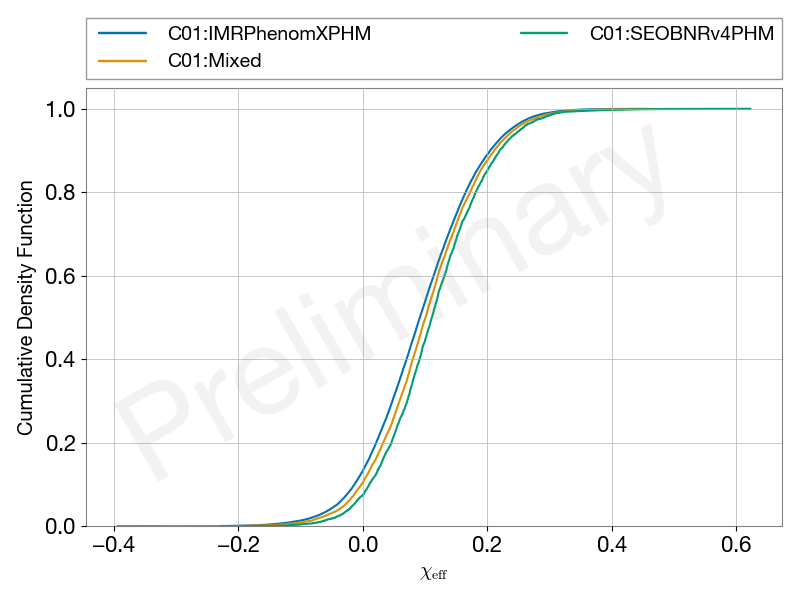 C01:IMRPhenomXPHM
C01:Mixed
C01:SEOBNRv4PHM
Cumulative Density Function
1.0
0.8
0.6
0.4
0.2
0.0
Preliminary
−0.4 −0.2 0.0 0.2 0.4 0.6
χeff